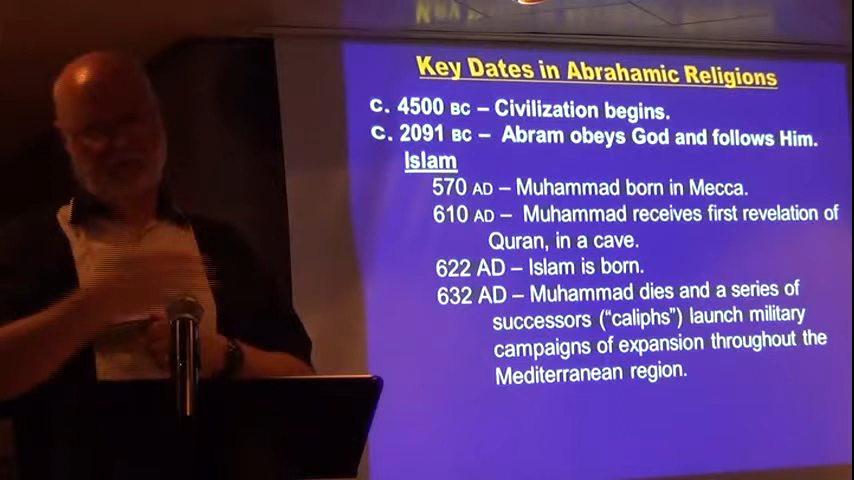 Key Dates in Abrahamic Religions
c. 4500 BC – Civilization begins.
c. 2091 BC – Abram obeys God and follows Him.
Islam
570 AD – Muhammad born in Mecca.
610 AD – Muhammad receives first revelation of
Quran, in a cave.
622 AD – Islam is born.
632 AD – Muhammad dies and a series of
successors (“caliphs”) launch military
campaigns of expansion throughout the
Mediterranean region.